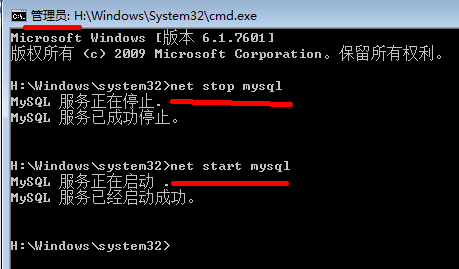 管理员: H:\Windows\System32\cmd.exe
Microsoft Windows [版本 6.1.7601]
版权所有 (c) 2009 Microsoft Corporation。保留所有权利。
H:\Windows\system32>net stop mysql
MySQL 服务正在停止.
MySQL 服务已成功停止。
H:\Windows\system32>net start mysql
MySQL 服务正在启动 .
MySQL 服务已经启动成功。
H:\Windows\system32>